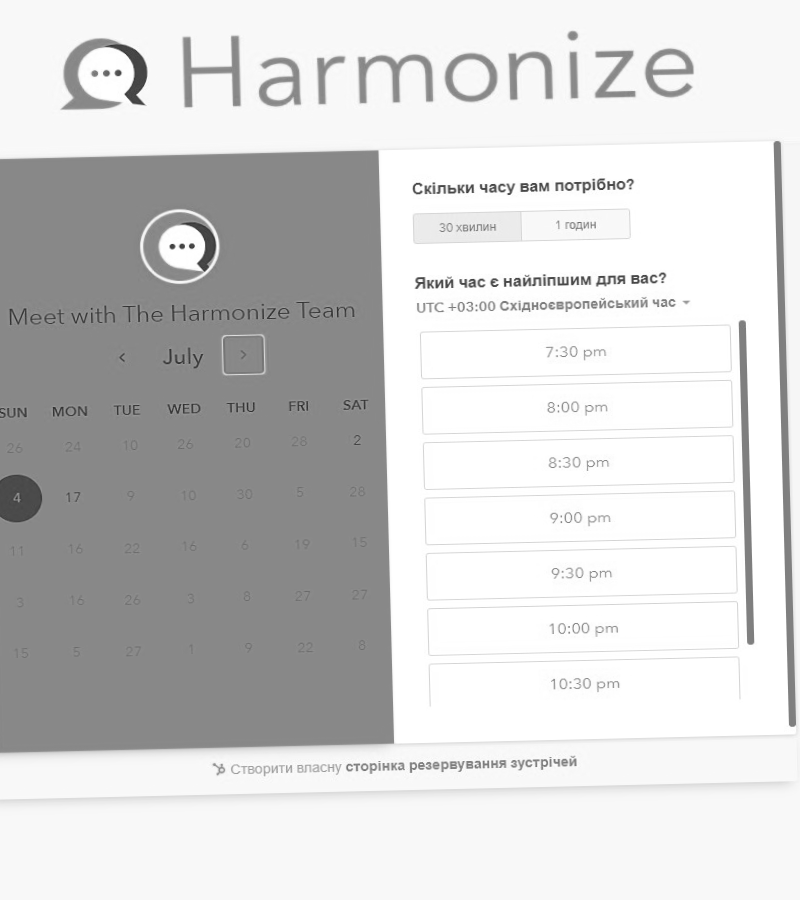 Harmonize
Meet with The Harmonize Team
July
SUN MON TUE WED THU FRI SAT
26 24 10 26 20 28 2
4 17 9 10 30 5 28
11 16 22 16 6 19 15
3 16 26 3 8 27 27
15 5 27 1 9 22 8
Скільки часу вам потрібно?
30 хвилин 1 годин
Який час є найліпшим для вас?
UTC +03:00 Східноєвропейський час
7:30 pm
8:00 pm
8:30 pm
9:00 pm
9:30 pm
10:00 pm
10:30 pm
Створити власну сторінка резервування зустрічей